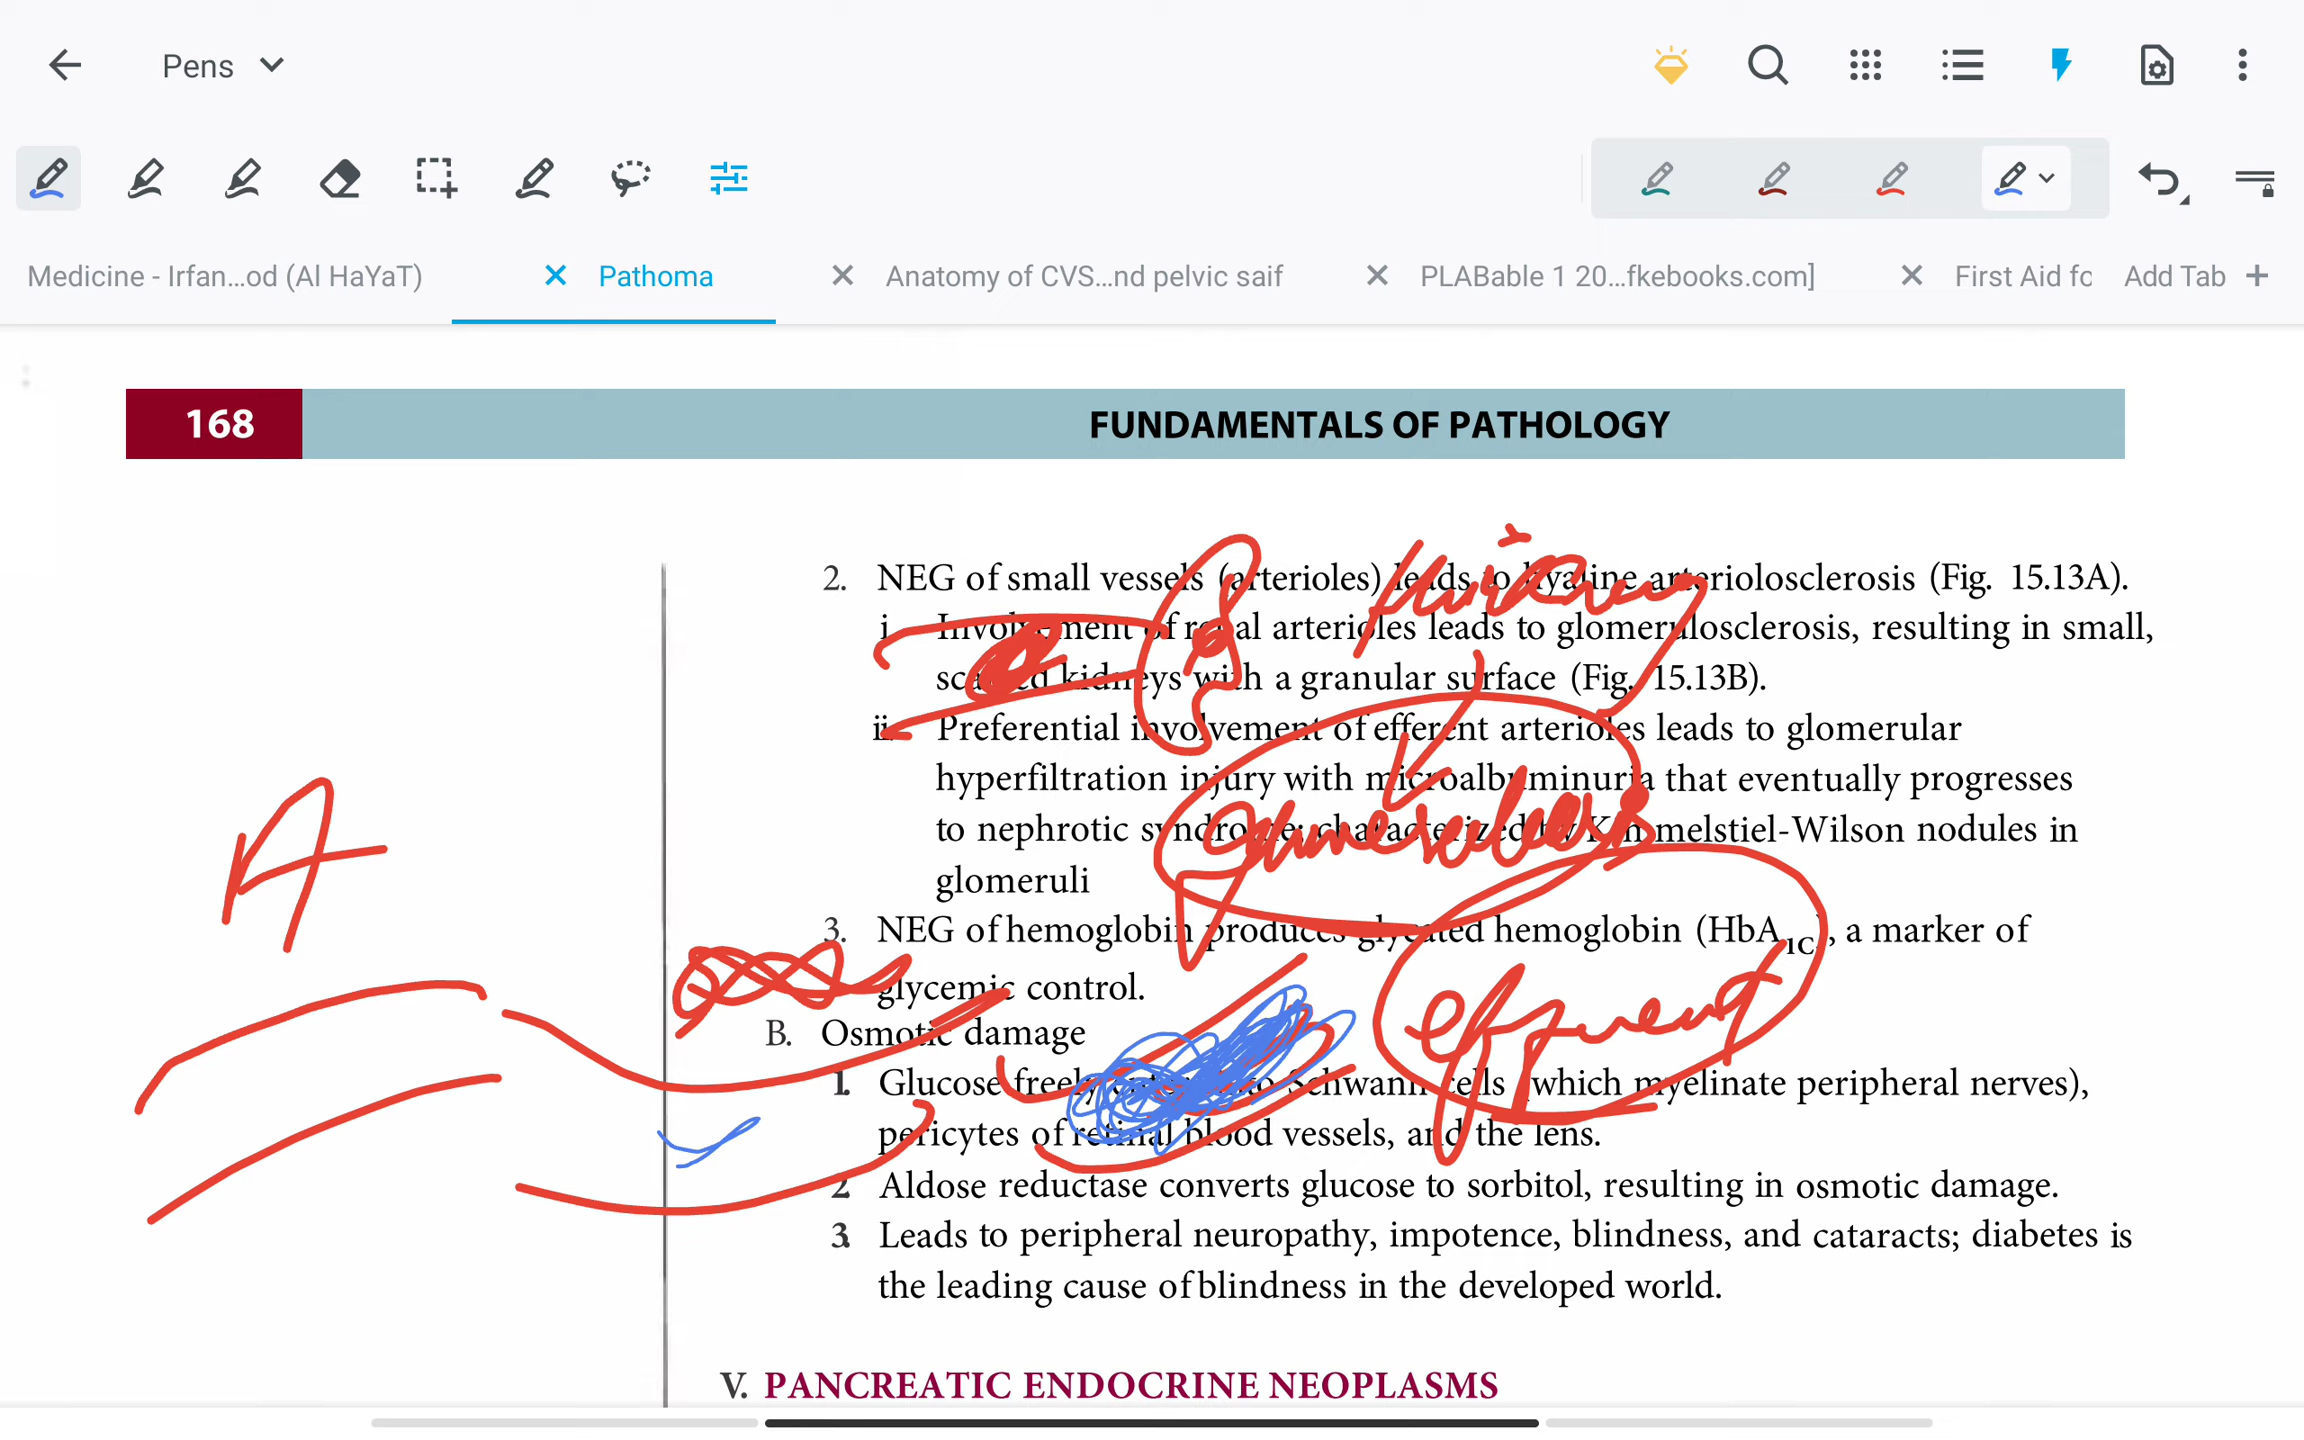 Pens
Medicine - Irfan...od (Al HaYaT)
Pathoma
Anatomy of CVS...nd pelvic saif
PLABable 1 20...fkebooks.com]
First Aid fc
Add Tab +
168
FUNDAMENTALS OF PATHOLOGY
2. NEG of small vessels (arterioles) leads to hyaline arteriolosclerosis (Fig. 15.13A).
i. Involvement of renal arterioles leads to glomerulosclerosis, resulting in small,
scarred kidneys with a granular surface (Fig. 15.13B).
ii. Preferential involvement of efferent arterioles leads to glomerular
hyperfiltration injury with microalbuminuria that eventually progresses
to nephrotic syndrome; characterized by Kimmelstiel-Wilson nodules in
glomeruli
3. NEG of hemoglobin produces glycated hemoglobin (HbA1C), a marker of
glycemic control.
efferent
B. Osmotic damage
1. Glucose freely into Schwann cells (which myelinate peripheral nerves),
pericytes of retinal blood vessels, and the lens.
2 Aldose reductase converts glucose to sorbitol, resulting in osmotic damage.
3. Leads to peripheral neuropathy, impotence, blindness, and cataracts; diabetes is
the leading cause of blindness in the developed world.
A
V. PANCREATIC ENDOCRINE NEOPLASMS